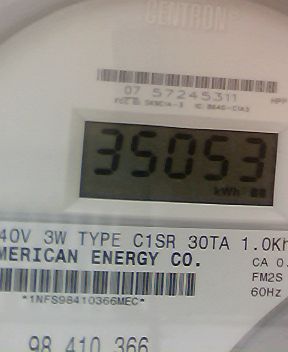 CENTRON
07 57245311
35053
kWh
40V 3W TYPE C1SR 30TA 1.0Kh
MERICAN ENERGY CO.
CA 0.
FM2S
60Hz
*1NFS98410366MEC*
98 410 366